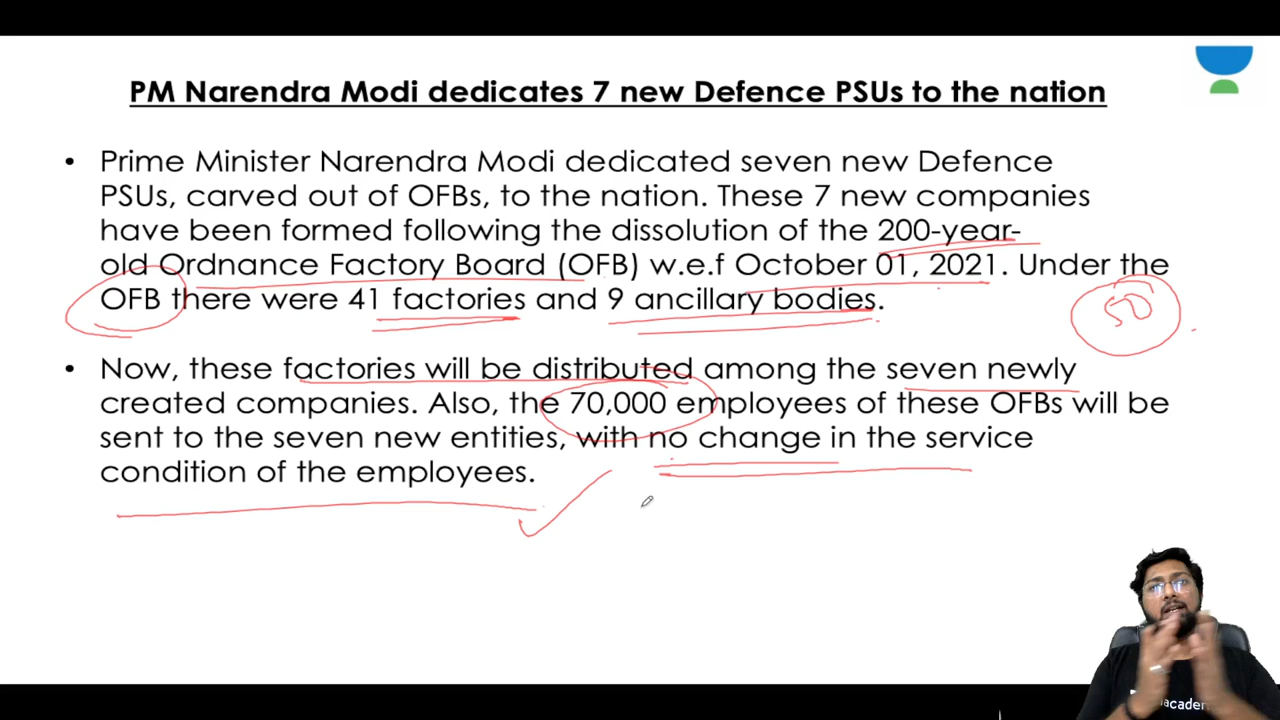 PM Narendra Modi dedicates 7 new Defence PSUs to the nation
• Prime Minister Narendra Modi dedicated seven new Defence
PSUs, carved out of OFBs, to the nation. These 7 new companies
have been formed following the dissolution of the 200-year-
old Ordnance Factory Board (OFB) w.e.f October 01, 2021. Under the
OFB there were 41 factories and 9 ancillary bodies.
50
• Now, these factories will be distributed among the seven newly
created companies. Also, the 70,000 employees of these OFBs will be
sent to the seven new entities, with no change in the service
condition of the employees.